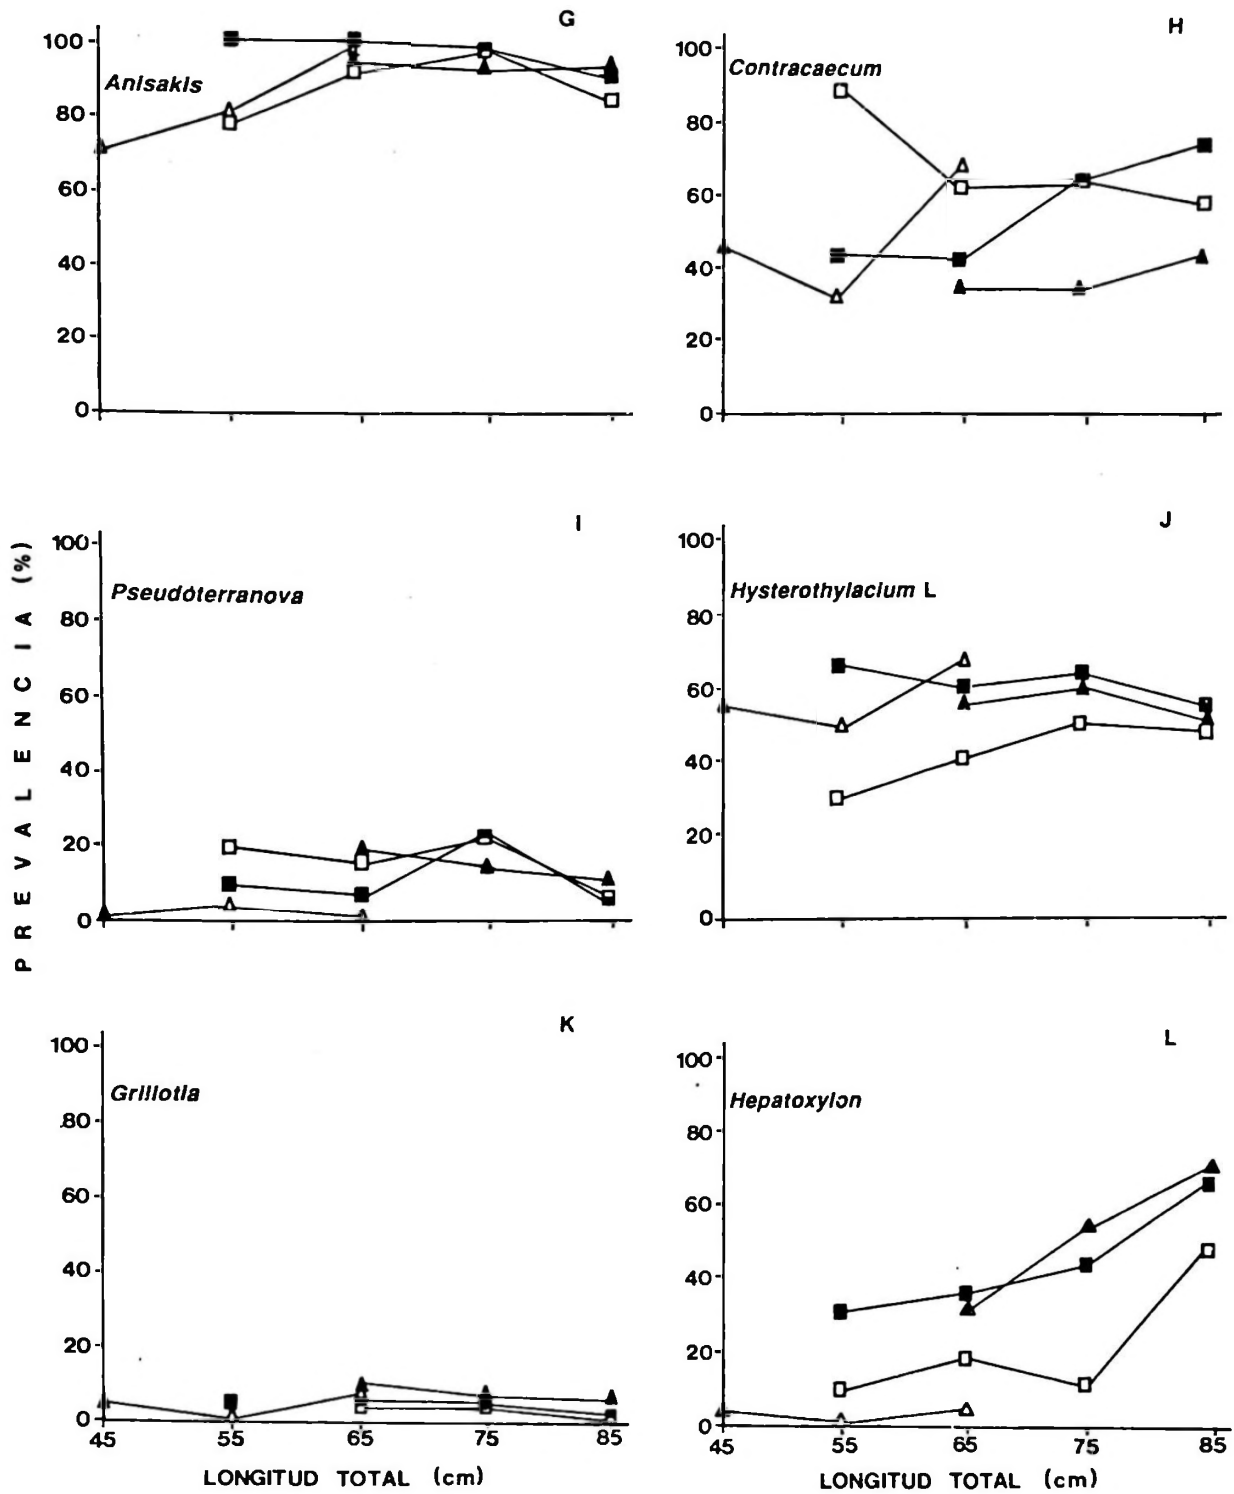 G
100
80
60
40
20
0
Anisakis
H
100
80
60
40
20
0
Contracaecum
PREVALENCIA (%)
I
100
80
60
40
20
0
Pseudoterranova
J
100
80
60
40
20
0
Hysterothylacium L
K
100
80
60
40
20
0
Grillotia
45 55 65 75 85
LONGITUD TOTAL (cm)
L
100
80
60
40
20
0
Hepatoxylon
45 55 65 75 85
LONGITUD TOTAL (cm)